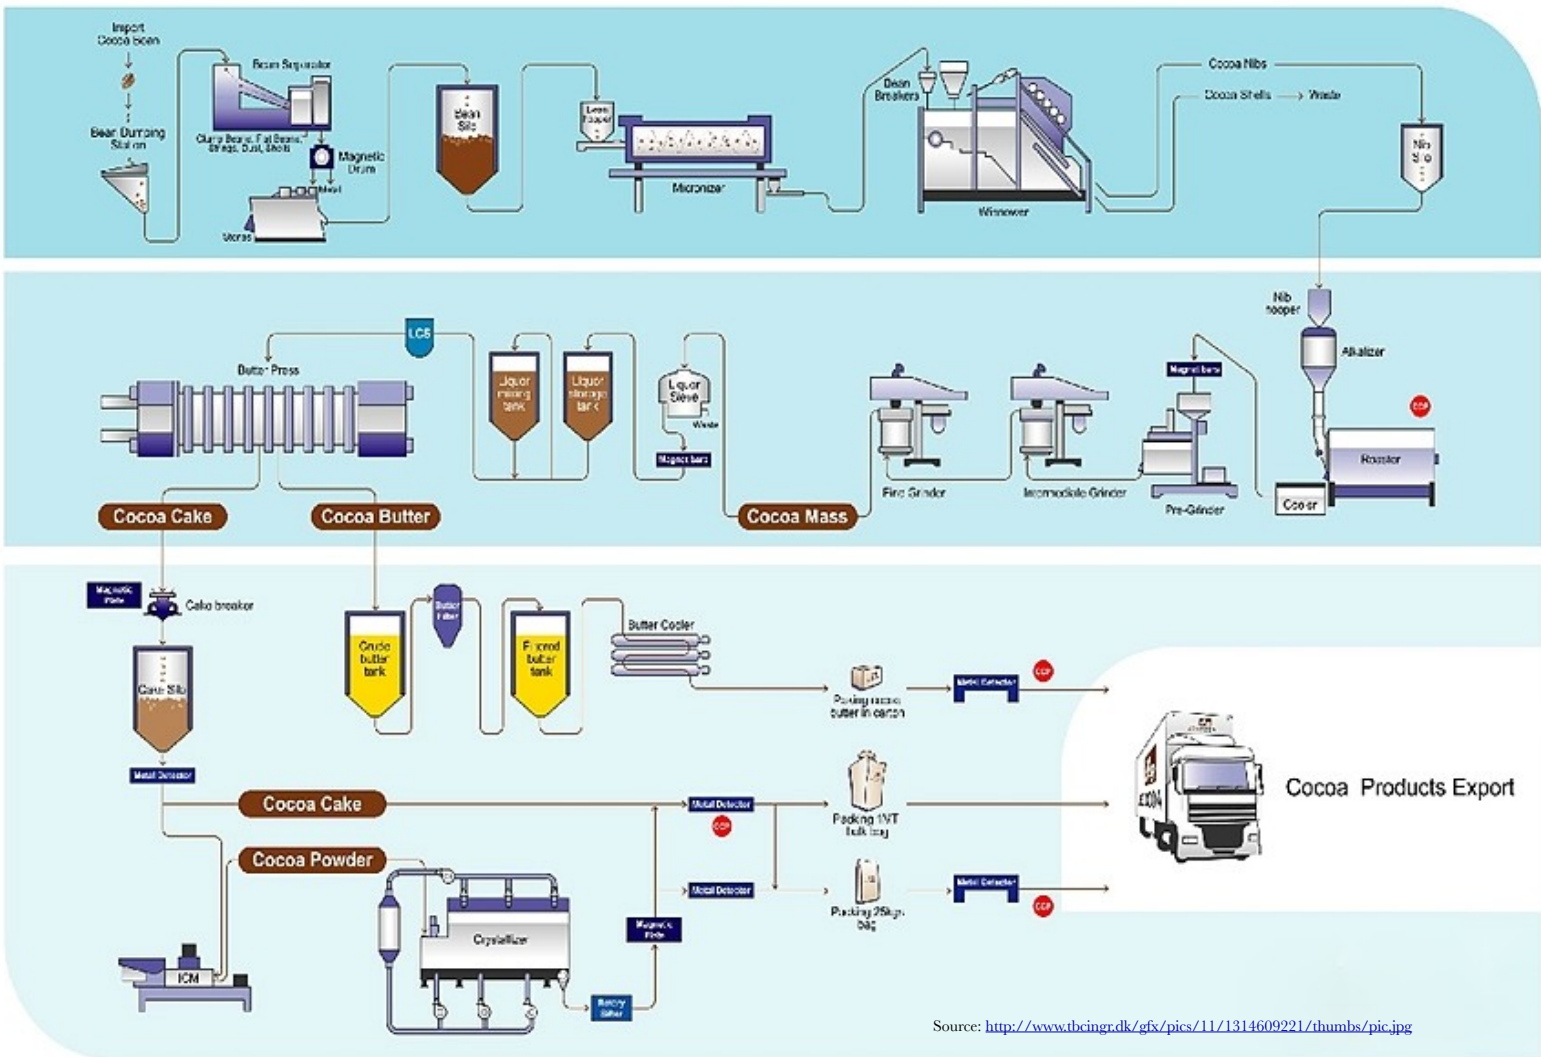 Import
Cocoa Bean
Bean Dumping
Station
Bean Separator
Clump Beans, Flat Beans,
Strings, Dust, Shells
Magnetic
Drum
Metal
Stones
Bean
Silo
Micronizer
Bean
Breakers
Winnower
Cocoa Nibs
Cocoa Shells
Waste
Nib
Silo
Nib
Alkalizer
CCP
Roaster
Cooler
Magnet bars
Pre-Grinder
Intermediate Grinder
Fine Grinder
Cocoa Mass
Liquor
Sieve
Waste
Magnet bars
Liquor
storage
tank
Liquor
mixing
tank
LCS
Butter Press
Cocoa Cake
Cocoa Butter
Magnetic
Plate
Cake breaker
Cake Silo
Metal Detector
Crude
butter
tank
Butter
Filter
Filtered
butter
tank
Butter Cooler
Packing cocoa
butter in carton
Metal Detector
CCP
Cocoa Cake
Metal Detector
CCP
Packing 1MT
bulk bag
Cocoa Products Export
Cocoa Powder
ICM
Crystallizer
Rotary
Sifter
Magnetic
Plate
Metal Detector
Packing 25kgs
bag
Metal Detector
CCP
Source: http://www.tbcingr.dk/gfx/pics/11/1314609221/thumbs/pic.jpg